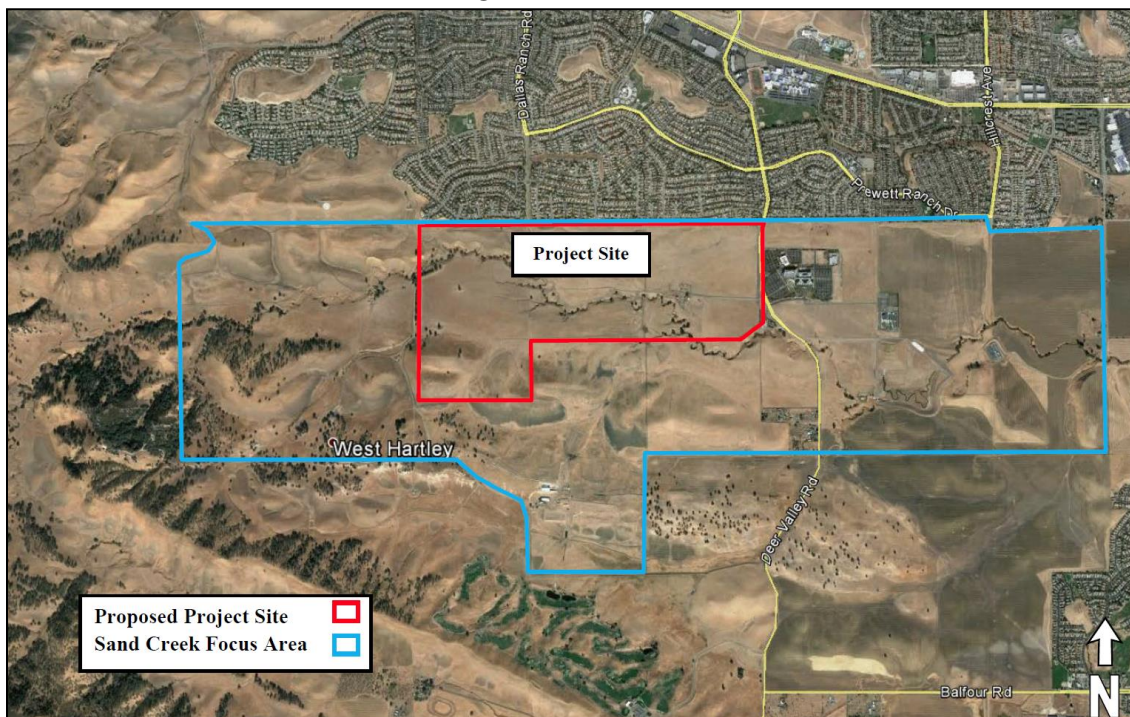 Dallas Ranch Rd
Hillcrest Ave
Prewett Ranch Dr
Project Site
West Hartley
Deer Valley Rd
Proposed Project Site
Sand Creek Focus Area
Balfour Rd
N